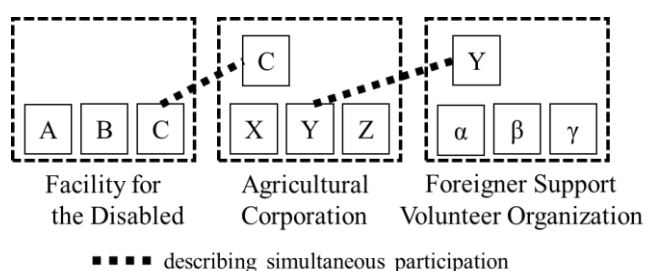 C
Y
A B C
X Y Z
α β γ
Facility for
the Disabled
Agricultural
Corporation
Foreigner Support
Volunteer Organization
describing simultaneous participation